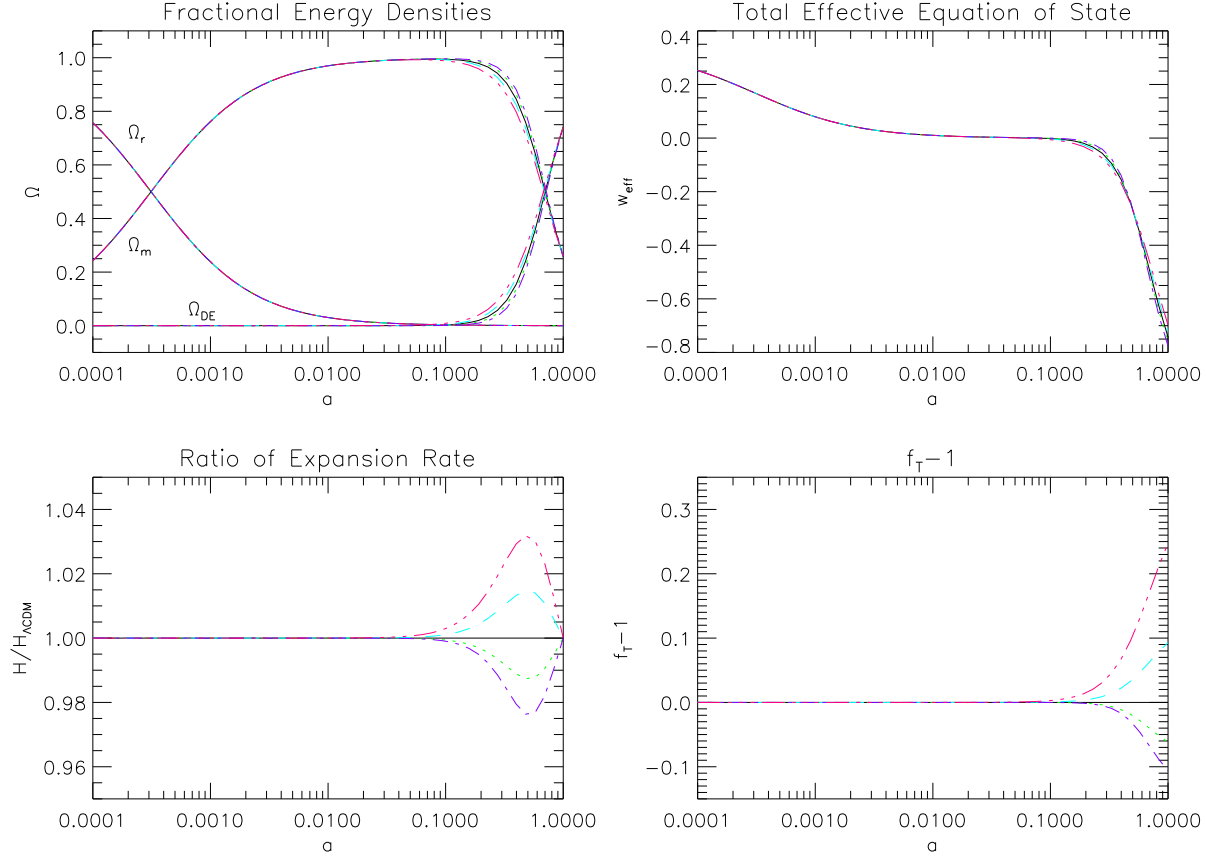 Fractional Energy Densities
1.0
0.8
0.6
0.4
0.2
0.0
Ω
Ω_r
Ω_m
Ω_DE
0.0001
0.0010
0.0100
0.1000
1.0000
a
Total Effective Equation of State
0.4
0.2
0.0
−0.2
−0.4
−0.6
−0.8
w_eff
0.0001
0.0010
0.0100
0.1000
1.0000
a
Ratio of Expansion Rate
1.04
1.02
1.00
0.98
0.96
H/H_ΛCDM
0.0001
0.0010
0.0100
0.1000
1.0000
a
f_T−1
0.3
0.2
0.1
0.0
−0.1
f_T−1
0.0001
0.0010
0.0100
0.1000
1.0000
a